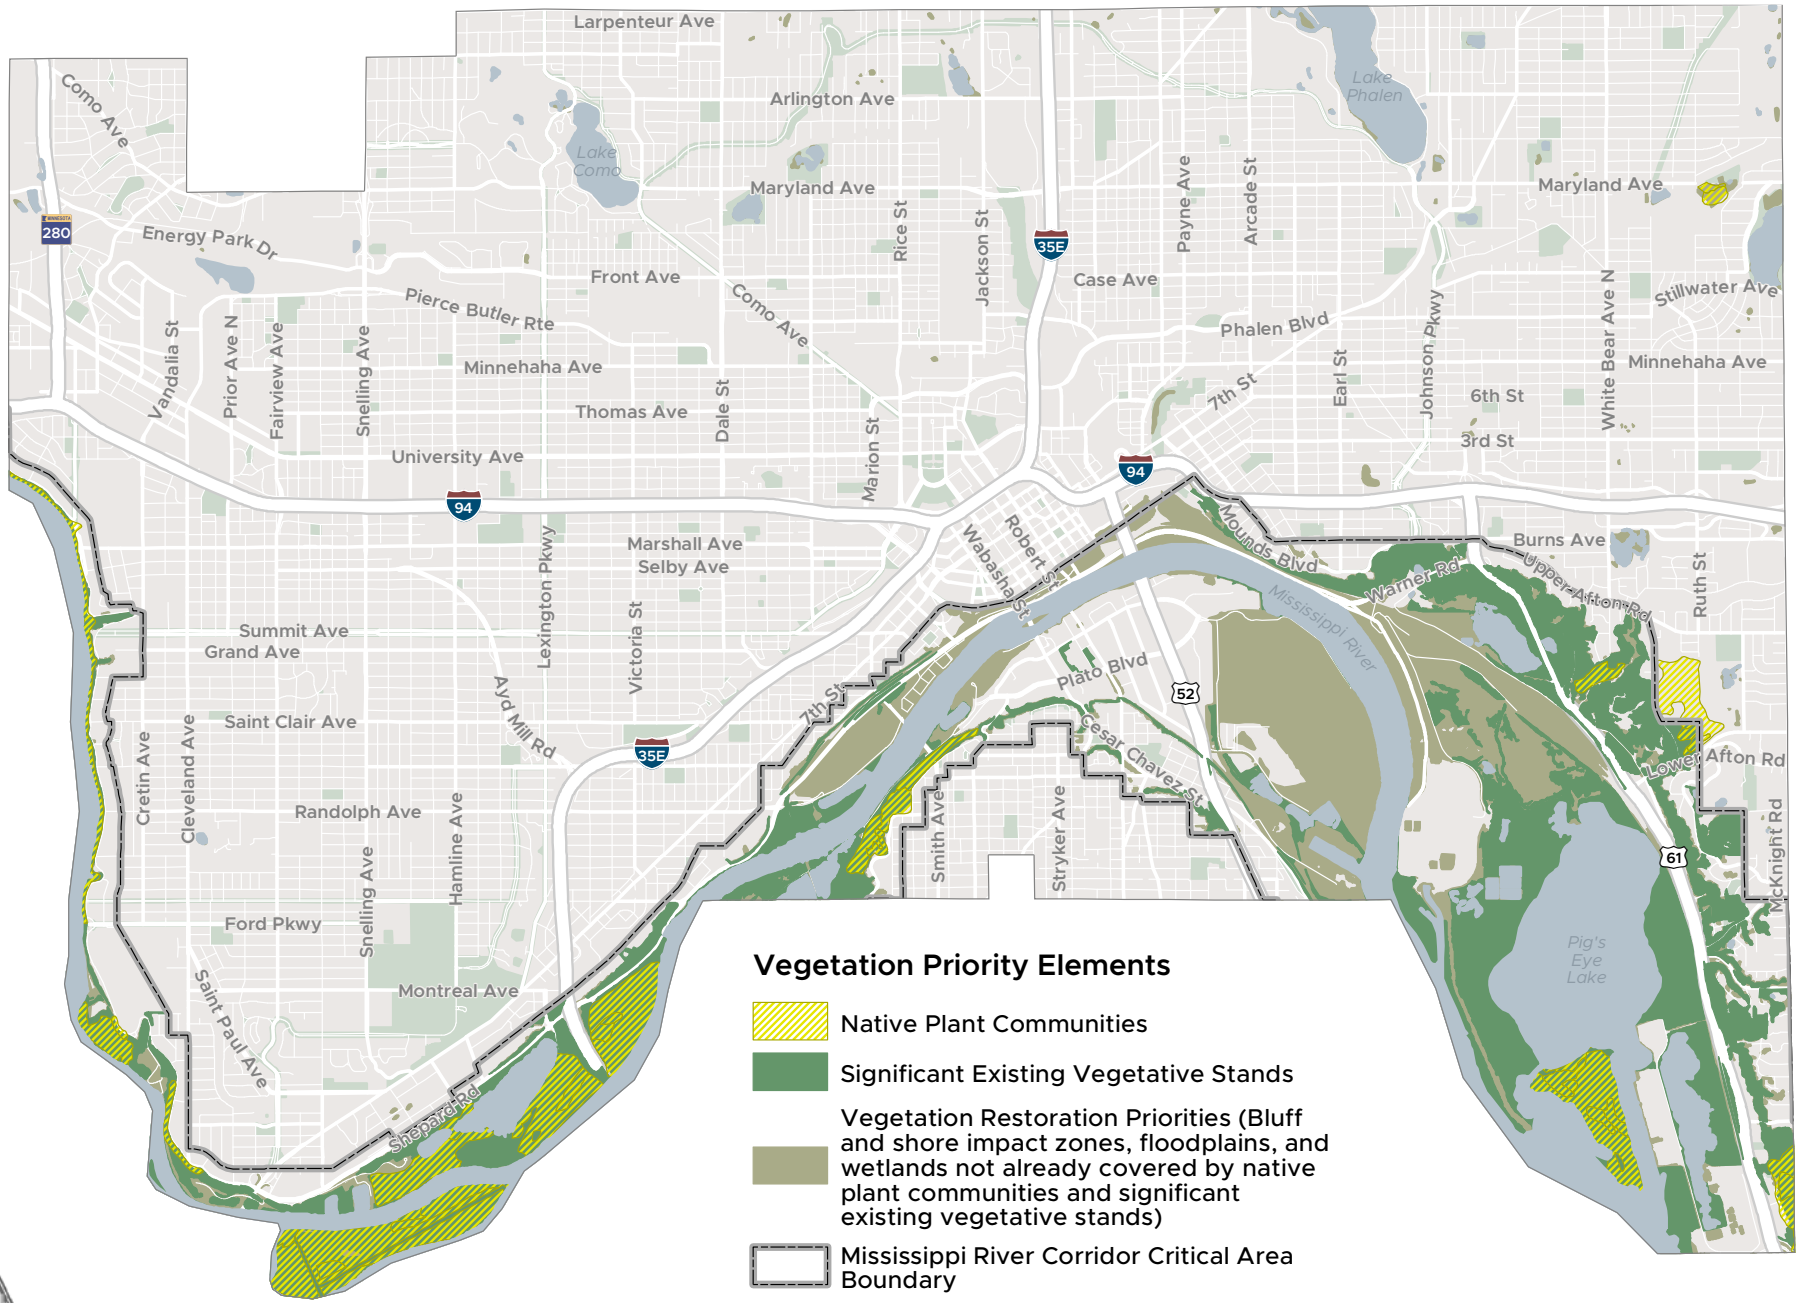 Larpenteur Ave
Como Ave
Arlington Ave
Lake
Phalen
Lake
Como
Maryland Ave
Maryland Ave
Payne Ave
Arcade St
Rice St
Jackson St
MINNESOTA
280
Energy Park Dr
35E
Front Ave
Case Ave
Pierce Butler Rte
Como Ave
Stillwater Ave
Phalen Blvd
Johnson Pkwy
White Bear Ave N
Vandalia St
Prior Ave N
Fairview Ave
Snelling Ave
Minnehaha Ave
Minnehaha Ave
Earl St
7th St
6th St
Thomas Ave
Dale St
Marion St
3rd St
University Ave
94
94
Lexington Pkwy
Marshall Ave
Selby Ave
Wabasha St
Robert St
Mounds Blvd
Burns Ave
Warner Rd
Upper Afton Rd
Ruth St
Mississippi River
Summit Ave
Grand Ave
Victoria St
Plato Blvd
52
Ayd Mill Rd
7th St
Saint Clair Ave
Cesar Chavez St
35E
Lower Afton Rd
Cretin Ave
Cleveland Ave
Randolph Ave
Hamline Ave
Smith Ave
Stryker Ave
McKnight Rd
61
Snelling Ave
Ford Pkwy
Pig's
Eye
Lake
Saint Paul Ave
Montreal Ave
Shepard Rd
Vegetation Priority Elements
Native Plant Communities
Significant Existing Vegetative Stands
Vegetation Restoration Priorities (Bluff
and shore impact zones, floodplains, and
wetlands not already covered by native
plant communities and significant
existing vegetative stands)
Mississippi River Corridor Critical Area
Boundary